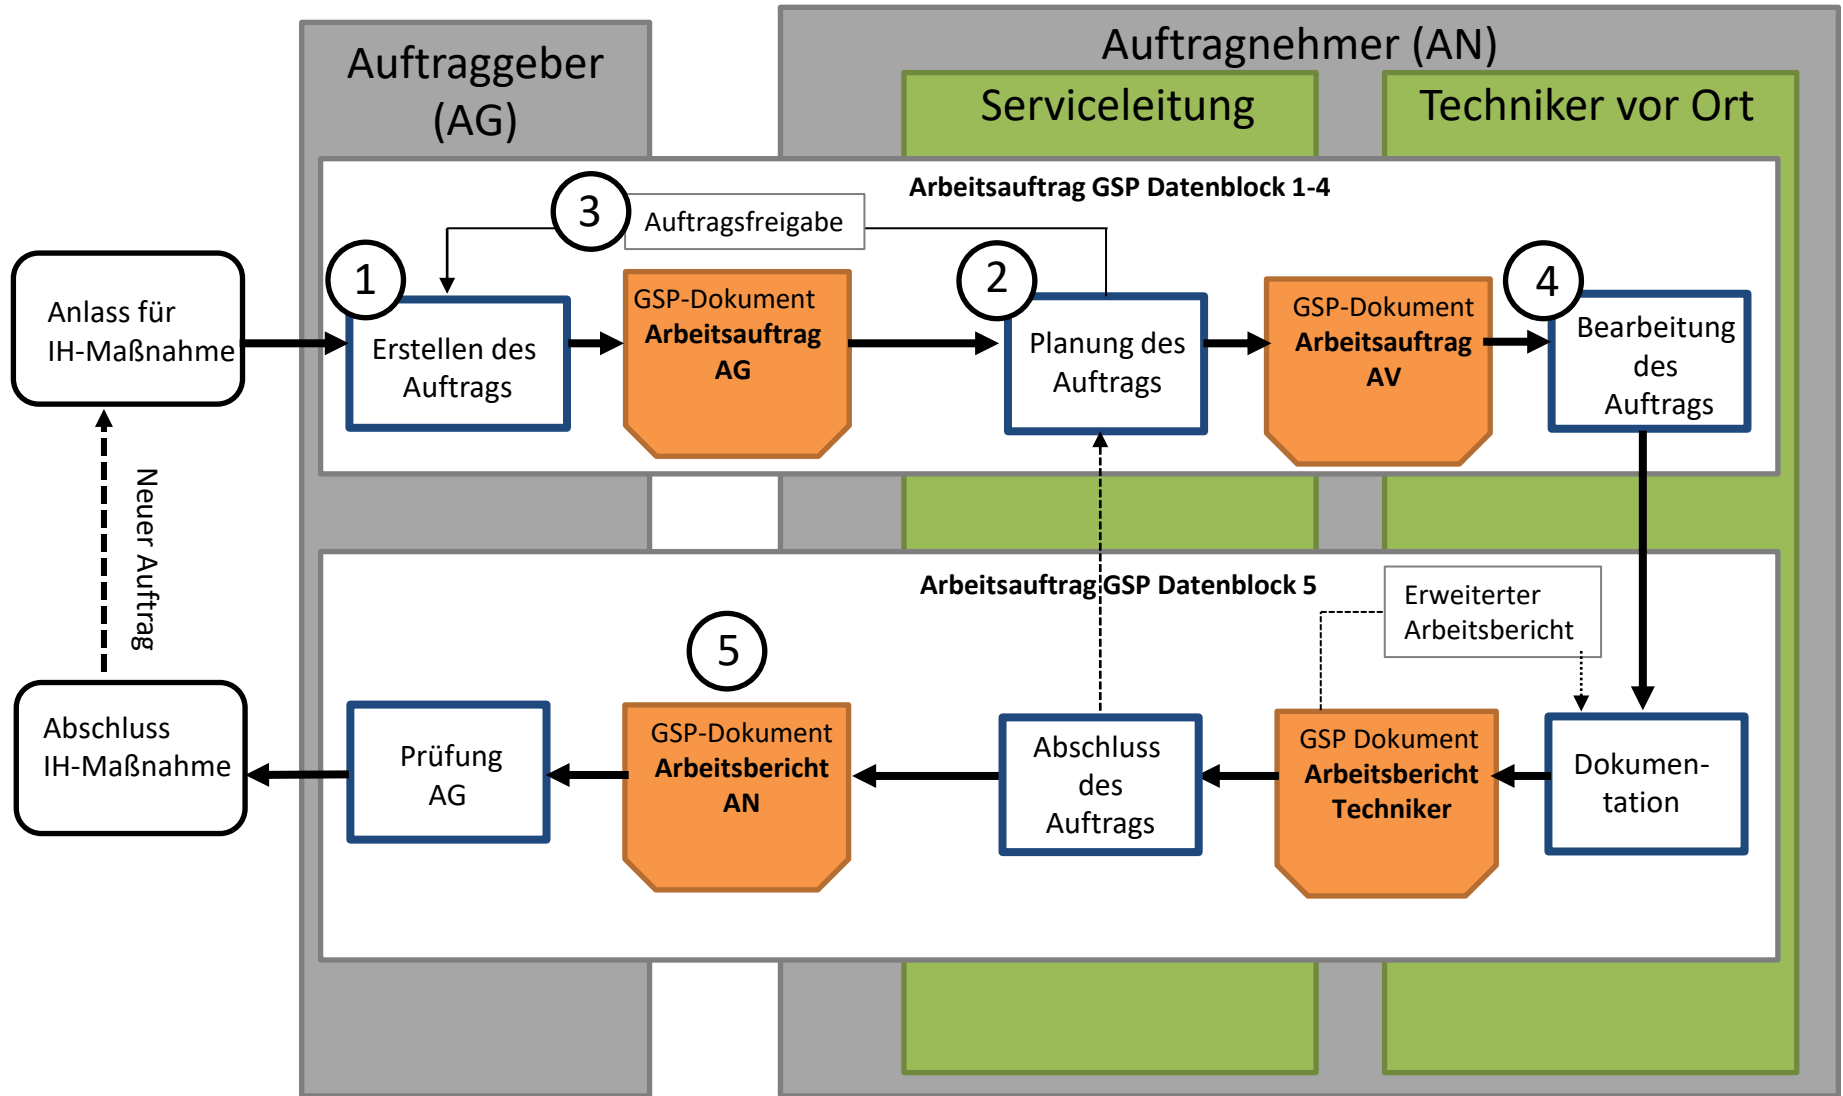 Auftraggeber
(AG)
Auftragnehmer (AN)
Serviceleitung
Techniker vor Ort
Arbeitsauftrag GSP Datenblock 1-4
3
Auftragsfreigabe
1
2
4
Anlass für
IH-Maßnahme
Erstellen des
Auftrags
GSP-Dokument
Arbeitsauftrag
AG
Planung des
Auftrags
GSP-Dokument
Arbeitsauftrag
AV
Bearbeitung
des
Auftrags
Neuer Auftrag
Arbeitsauftrag GSP Datenblock 5
Erweiterter
Arbeitsbericht
5
Abschluss
IH-Maßnahme
Prüfung
AG
GSP-Dokument
Arbeitsbericht
AN
Abschluss
des
Auftrags
GSP Dokument
Arbeitsbericht
Techniker
Dokumen-
tation